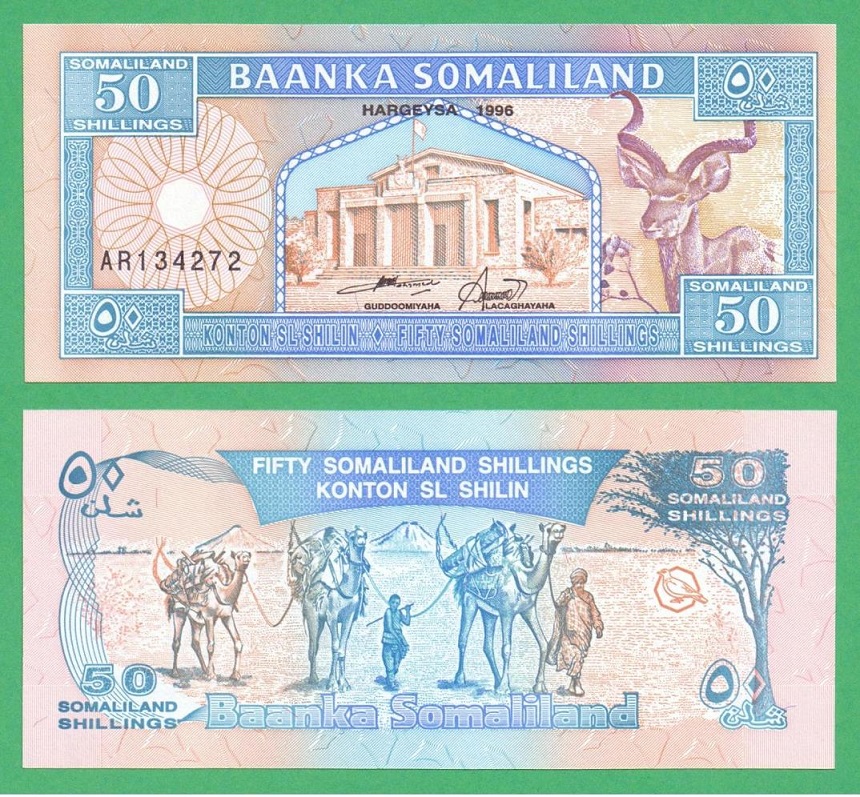 SOMALILAND
50
SHILLINGS
BAANKA SOMALILAND
٥٠
شلن
HARGEYSA 1996
AR134272
GUDDOOMIYAHA
LACAGHAYAHA
٥٠
شلن
KONTON SL SHILIN ◇ FIFTY SOMALILAND SHILLINGS
SOMALILAND
50
SHILLINGS
٥٠
شلن
FIFTY SOMALILAND SHILLINGS
KONTON SL SHILIN
50
SOMALILAND
SHILLINGS
50
SOMALILAND
SHILLINGS
Baanka Somaliland
٥٠
شلن